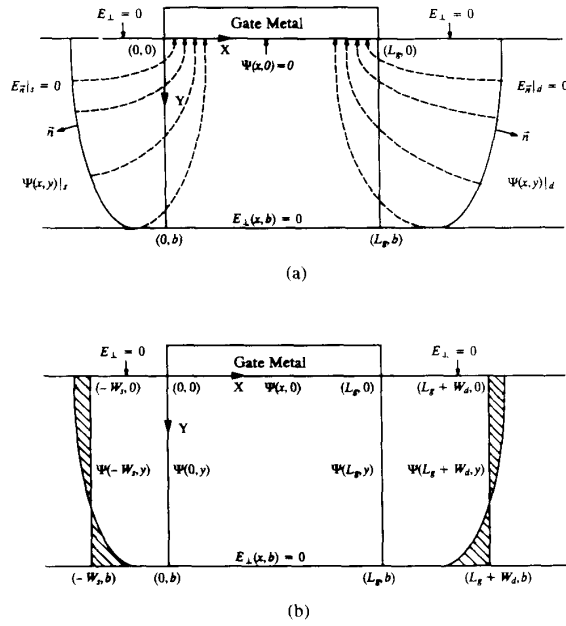 E⊥ = 0
Gate Metal
E⊥ = 0
(0, 0)
X
Ψ(x,0)=0
(Lg, 0)
En⃗|s = 0
En⃗|d = 0
Y
n⃗
n⃗
Ψ(x,y)|s
Ψ(x,y)|d
E⊥(x,b) = 0
(0, b)
(Lg, b)
(a)
E⊥ = 0
Gate Metal
E⊥ = 0
(- Ws, 0)
(0, 0)
X
Ψ(x, 0)
(Lg, 0)
(Lg + Wd, 0)
Y
Ψ(- Ws, y)
Ψ(0, y)
Ψ(Lg, y)
Ψ(Lg + Wd, y)
E⊥(x,b) = 0
(- Ws, b)
(0, b)
(Lg, b)
(Lg + Wd, b)
(b)